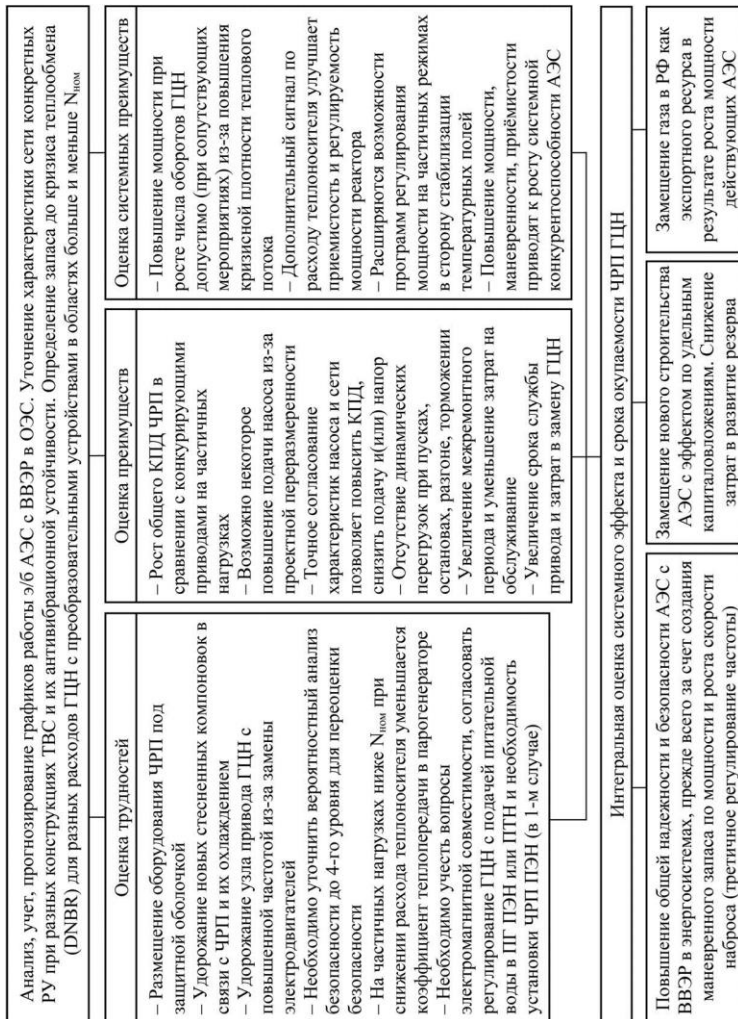 Анализ, учет, прогнозирование графиков работы э/б АЭС с ВВЭР в ОЭС. Уточнение характеристики сети конкретных
РУ при разных конструкциях ТВС и их антивибрационной устойчивости. Определение запаса до кризиса теплообмена
(DNBR) для разных расходов ГЦН с преобразовательными устройствами в областях больше и меньше Nном
Оценка трудностей
– Размещение оборудования ЧРП под
защитной оболочкой
– Удорожание новых стесненных компоновок в
связи с ЧРП и их охлаждением
– Удорожание узла привода ГЦН с
повышенной частотой из-за замены
электродвигателей
– Необходимо уточнить вероятностный анализ
безопасности до 4-го уровня для переоценки
безопасности
– На частичных нагрузках ниже Nном при
снижении расхода теплоносителя уменьшается
коэффициент теплопередачи в парогенераторе
– Необходимо учесть вопросы
электромагнитной совместимости, согласовать
регулирование ГЦН с подачей питательной
воды в ПГ ПЭН или ПТН и необходимость
установки ЧРП ПЭН (в 1-м случае)
Оценка преимуществ
– Рост общего КПД ЧРП в
сравнении с конкурирующими
приводами на частичных
нагрузках
– Возможно некоторое
повышение подачи насоса из-за
проектной переразмеренности
– Точное согласование
характеристик насоса и сети
позволяет повысить КПД,
снизить подачу и(или) напор
– Отсутствие динамических
перегрузок при пусках,
остановах, разгоне, торможении
– Увеличение межремонтного
периода и уменьшение затрат на
обслуживание
– Увеличение срока службы
привода и затрат в замену ГЦН
Оценка системных преимуществ
– Повышение мощности при
росте числа оборотов ГЦН
допустимо (при сопутствующих
мероприятиях) из-за повышения
кризисной плотности теплового
потока
– Дополнительный сигнал по
расходу теплоносителя улучшает
приемистость и регулируемость
мощности реактора
– Расширяются возможности
программ регулирования
мощности на частичных режимах
в сторону стабилизации
температурных полей
– Повышение мощности,
маневренности, приёмистости
приводят к росту системной
конкурентоспособности АЭС
Интегральная оценка системного эффекта и срока окупаемости ЧРП ГЦН
Повышение общей надежности и безопасности АЭС с
ВВЭР в энергосистемах, прежде всего за счет создания
маневренного запаса по мощности и роста скорости
наброса (третичное регулирование частоты)
Замещение нового строительства
АЭС с эффектом по удельным
капиталовложениям. Снижение
затрат в развитие резерва
Замещение газа в РФ как
экспортного ресурса в
результате роста мощности
действующих АЭС